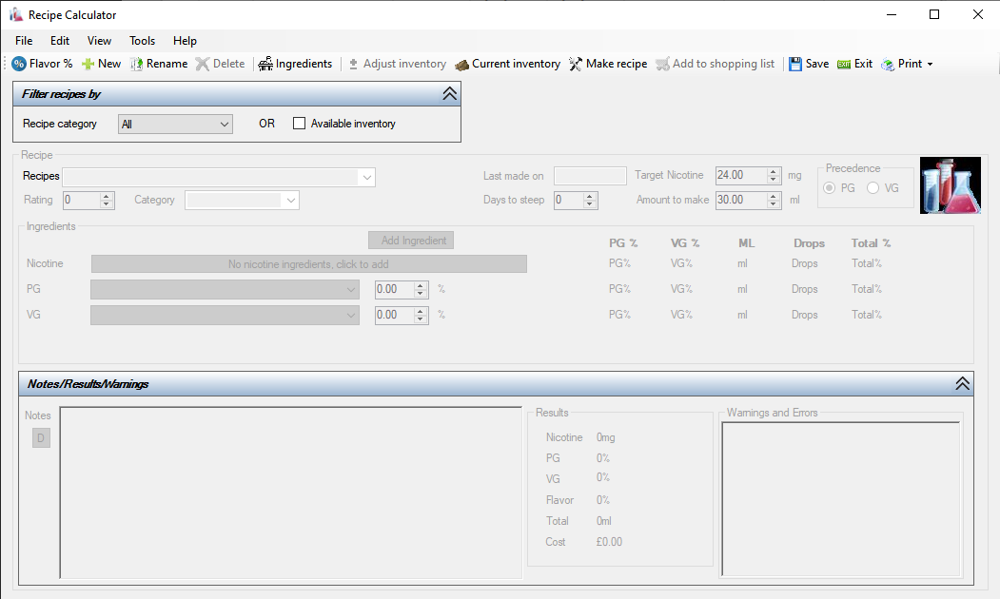 Recipe Calculator
File Edit View Tools Help
% Flavor % New Rename Delete Ingredients Adjust inventory Current inventory Make recipe Add to shopping list Save EXIT Exit Print
Filter recipes by
Recipe category All OR Available inventory
Recipe
Recipes Last made on Target Nicotine 24.00 mg Precedence
PG VG
Rating 0 Category Days to steep 0 Amount to make 30.00 ml
Ingredients
Add Ingredient PG % VG % ML Drops Total %
Nicotine No nicotine ingredients, click to add PG% VG% ml Drops Total%
PG 0.00 % PG% VG% ml Drops Total%
VG 0.00 % PG% VG% ml Drops Total%
Notes/Results/Warnings
Notes
D
Results
Nicotine 0mg
PG 0%
VG 0%
Flavor 0%
Total 0ml
Cost £0.00
Warnings and Errors